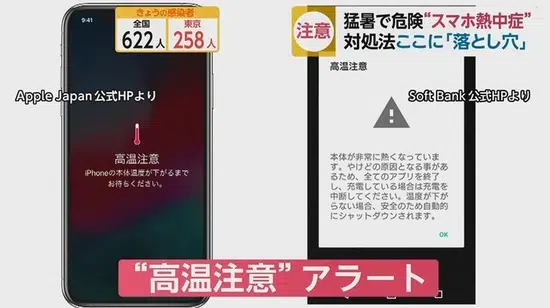 きょうの感染者
全国
622人
東京
258人
注意
猛暑で危険“スマホ熱中症”
対処法ここに「落とし穴」
Apple Japan 公式HPより
9:41
高温注意
iPhoneの本体温度が下がるまで
お待ちください。
Soft Bank 公式HPより
高温注意
本体が非常に熱くなっていま
す。やけどの原因となる事があ
るため、全てのアプリを終了
し、充電している場合は充電を
中断してください。温度が下が
らない場合、安全のため自動的
にシャットダウンされます。
OK
“高温注意” アラート